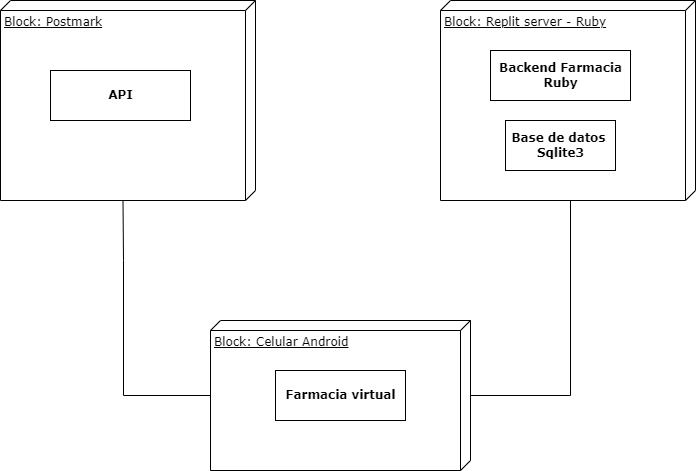 Block: Postmark
API
Block: Replit server - Ruby
Backend Farmacia
Ruby
Base de datos
Sqlite3
Block: Celular Android
Farmacia virtual